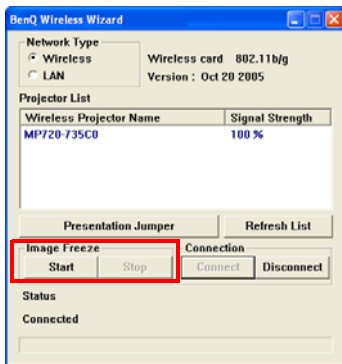 BenQ Wireless Wizard
Network Type
Wireless
LAN
Wireless card 802.11b/g
Version : Oct 20 2005
Projector List
Wireless Projector Name Signal Strength
MP720-735C0 100 %
Presentation Jumper Refresh List
Image Freeze Connection
Start Stop Connect Disconnect
Status
Connected